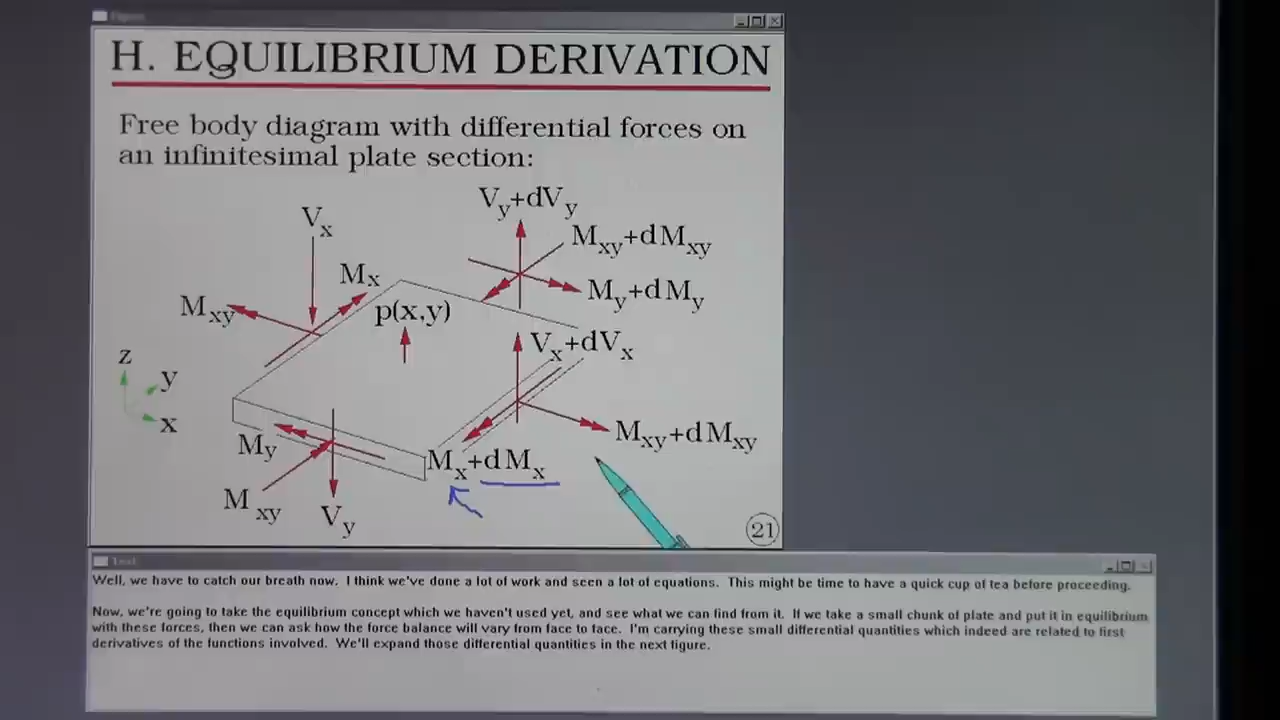 H. EQUILIBRIUM DERIVATION
Free body diagram with differential forces on
an infinitesimal plate section:
Vy+dVy
Vx
Mxy+dMxy
Mx
My+dMy
Mxy
p(x,y)
Vx+dVx
z
y
x
Mxy+dMxy
My
Mx+dMx
Mxy
Vy
21
Text
Well, we have to catch our breath now. I think we've done a lot of work and seen a lot of equations. This might be time to have a quick cup of tea before proceeding.
Now, we're going to take the equilibrium concept which we haven't used yet, and see what we can find from it. If we take a small chunk of plate and put it in equilibrium
with these forces, then we can ask how the force balance will vary from face to face. I'm carrying these small differential quantities which indeed are related to first
derivatives of the functions involved. We'll expand those differential quantities in the next figure.